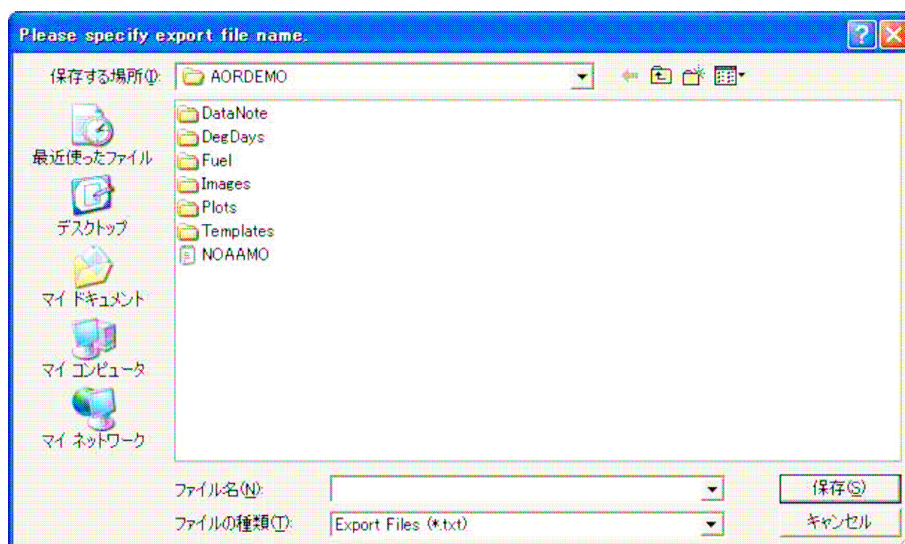 Please specify export file name.
保存する場所(I):
AORDEMO
最近使ったファイル
デスクトップ
マイ ドキュメント
マイ コンピュータ
マイ ネットワーク
DataNote
DegDays
Fuel
Images
Plots
Templates
NOAAMO
ファイル名(N):
保存(S)
ファイルの種類(T):
Export Files (*.txt)
キャンセル